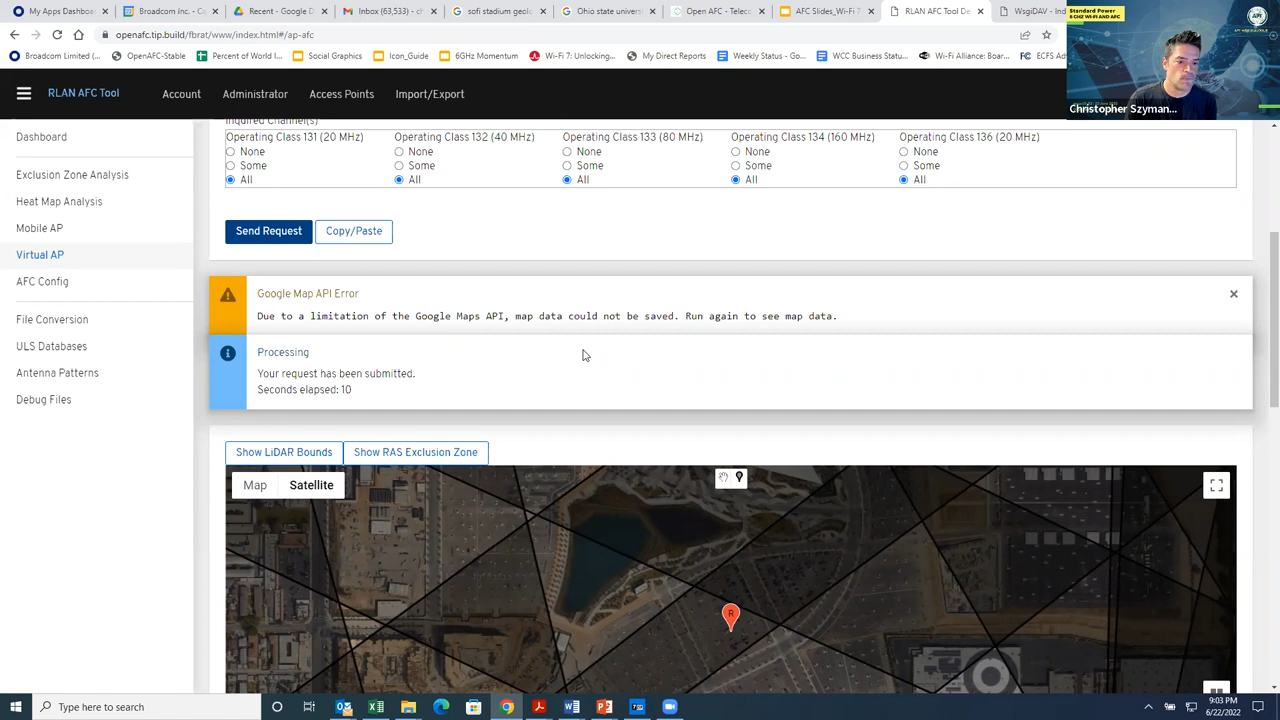 My Apps Dashboard
Broadcom Inc. - C
Recent - Google D
Inbox (63,533) - ch
sofi stadium geolo
Ohio state univers
Open AFC - Teleco
AFC Slides_Wi-Fi 7
RLAN AFC Tool De
WsgiDAV - Ind
openafc.tip.build/fbrat/www/index.html#ap-afc
Broadcom Limited (...
OpenAFC-Stable
Percent of World I...
Icon_Guide
6GHz Momentum
Wi-Fi 7: Unlocking...
My Direct Reports
Weekly Status - Go...
WCC Business Statu...
Wi-Fi Alliance: Boar...
ECFS Adv
Standard Power
6 GHZ WI-FI AND AFC
Christopher Szyman...
RLAN AFC Tool
Account
Administrator
Access Points
Import/Export
Dashboard
Exclusion Zone Analysis
Heat Map Analysis
Mobile AP
Virtual AP
AFC Config
File Conversion
ULS Databases
Antenna Patterns
Debug Files
Inquired Channel(s)
Operating Class 131 (20 MHz)
None
Some
All
Operating Class 132 (40 MHz)
None
Some
All
Operating Class 133 (80 MHz)
None
Some
All
Operating Class 134 (160 MHz)
None
Some
All
Operating Class 136 (20 MHz)
None
Some
All
Send Request
Copy/Paste
Google Map API Error
Due to a limitation of the Google Maps API, map data could not be saved. Run again to see map data.
Processing
Your request has been submitted.
Seconds elapsed: 10
Show LiDAR Bounds
Show RAS Exclusion Zone
Map
Satellite
R
Type here to search
9:03 PM
6/22/2022